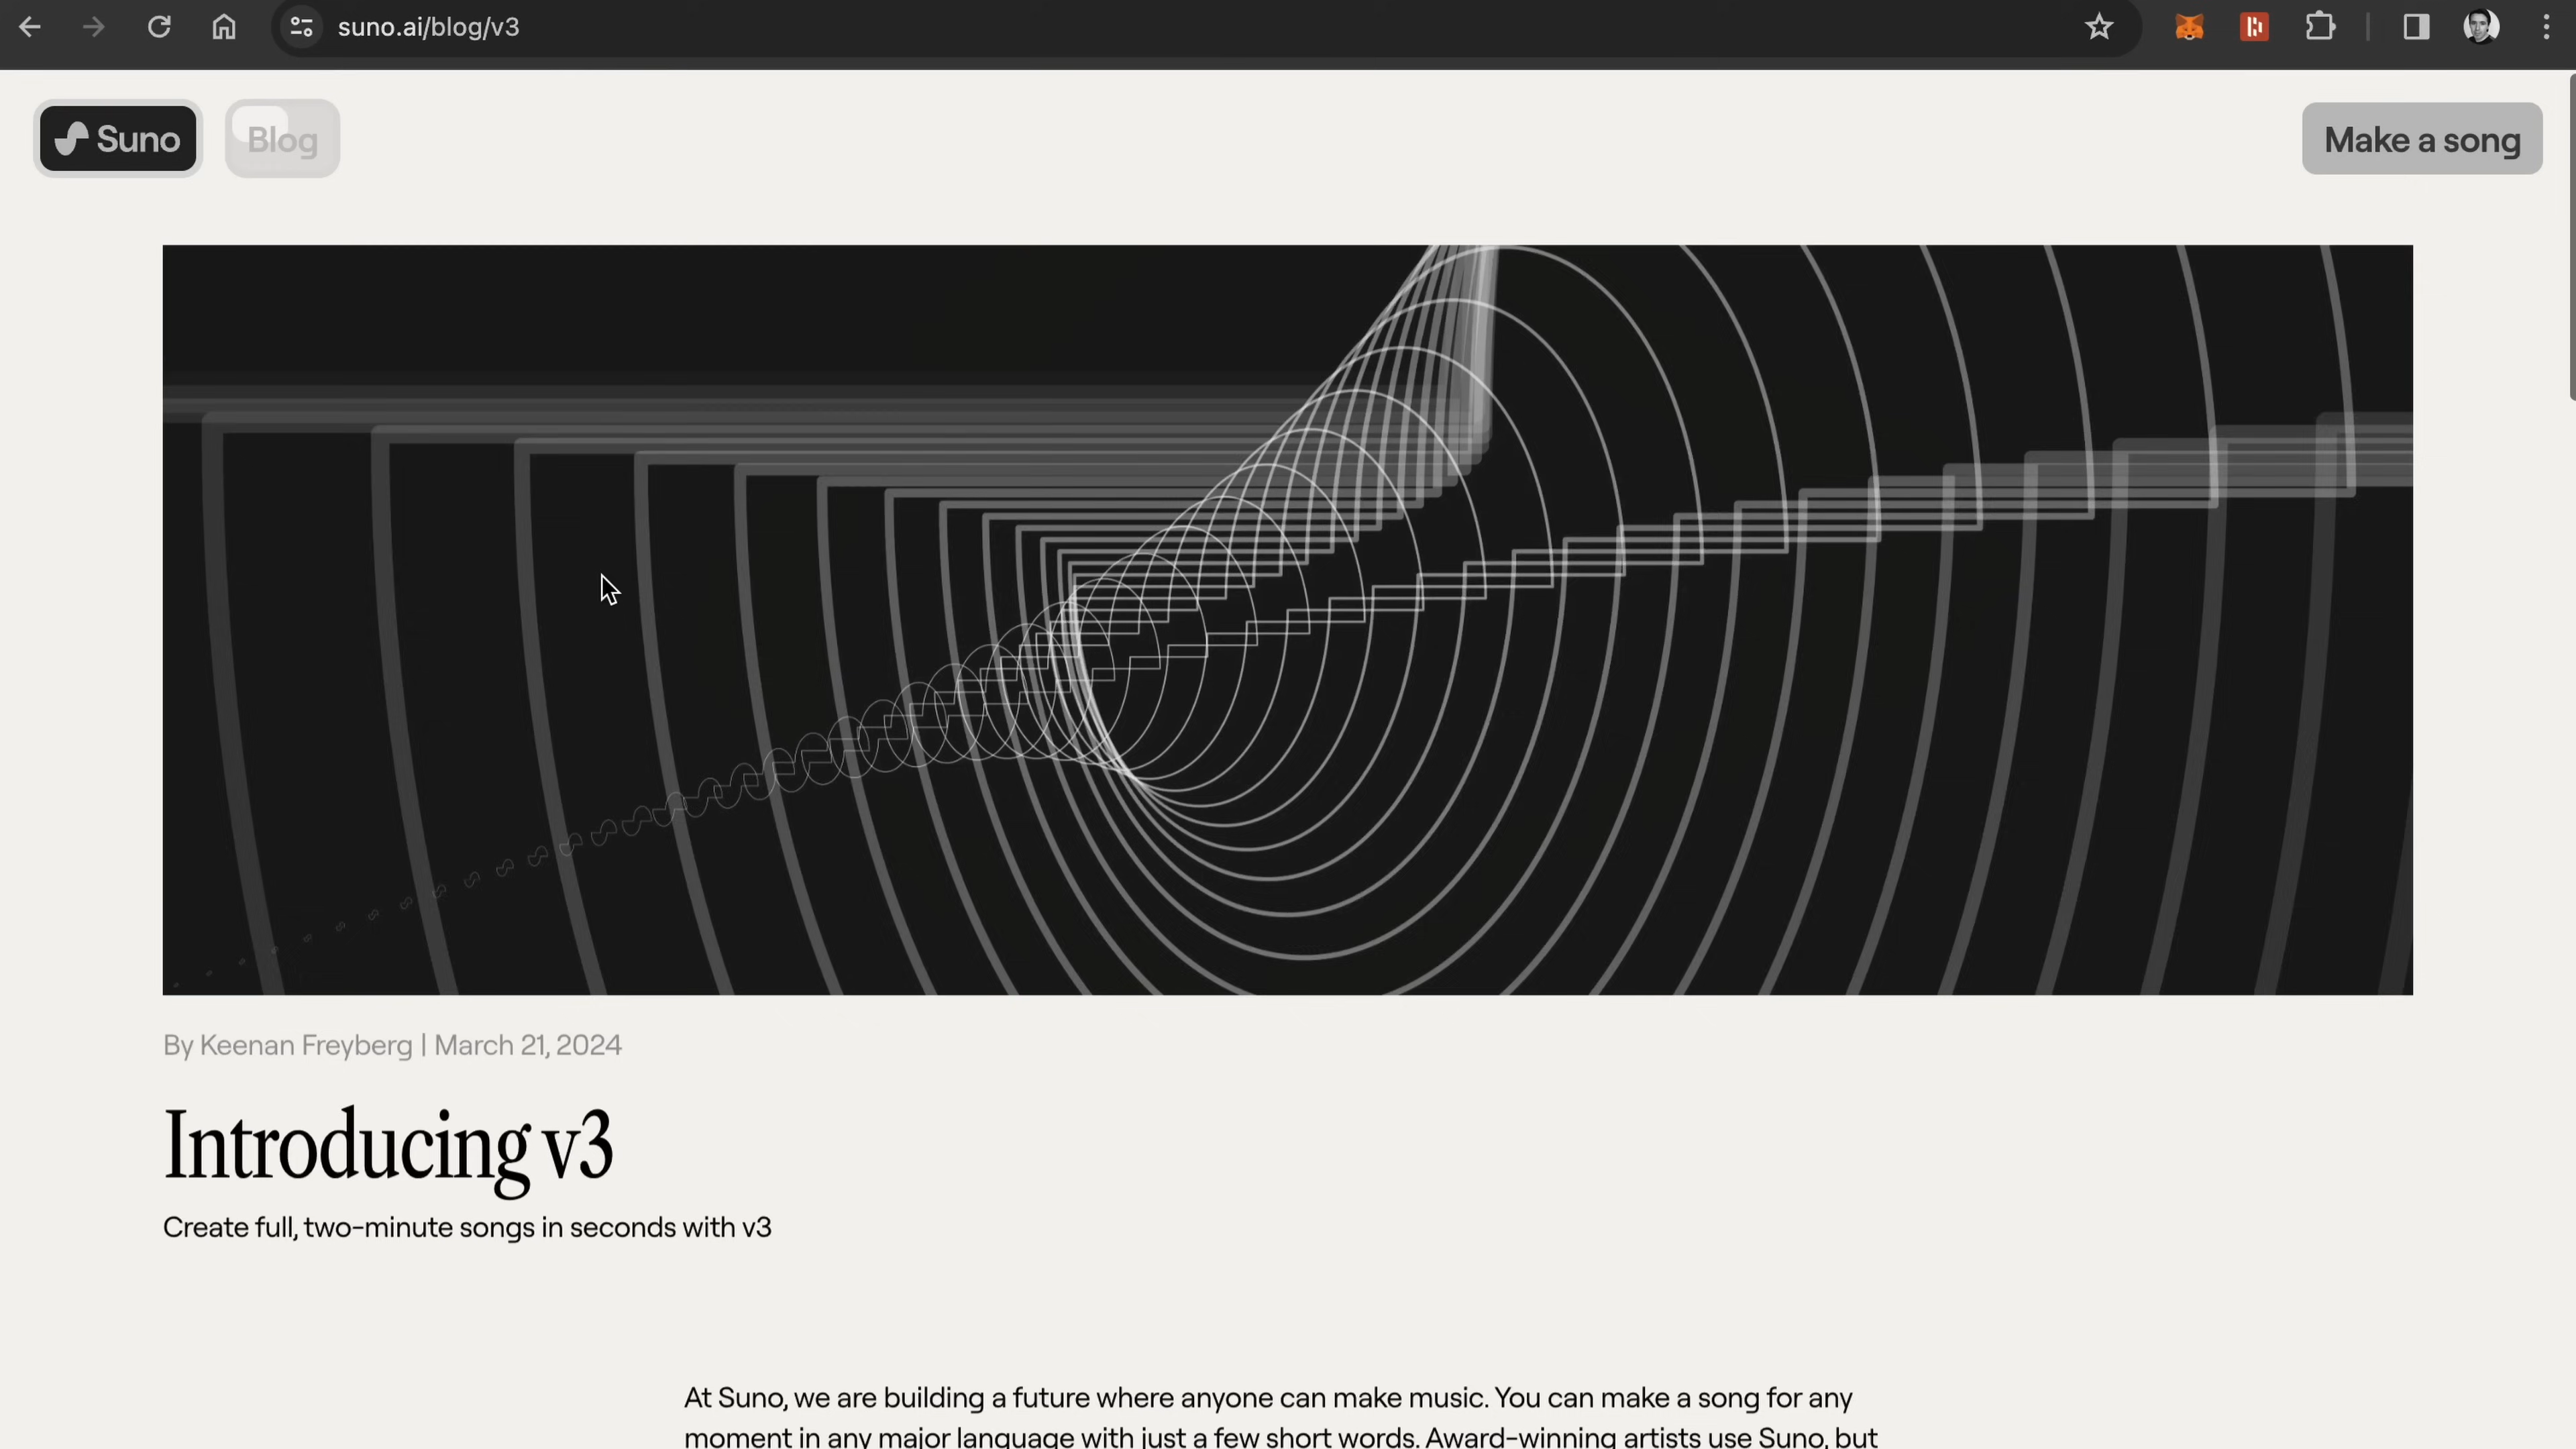 suno.ai/blog/v3
Suno
Blog
Make a song
By Keenan Freyberg | March 21, 2024
Introducing v3
Create full, two-minute songs in seconds with v3
At Suno, we are building a future where anyone can make music. You can make a song for any
moment in any major language with just a few short words. Award-winning artists use Suno, but